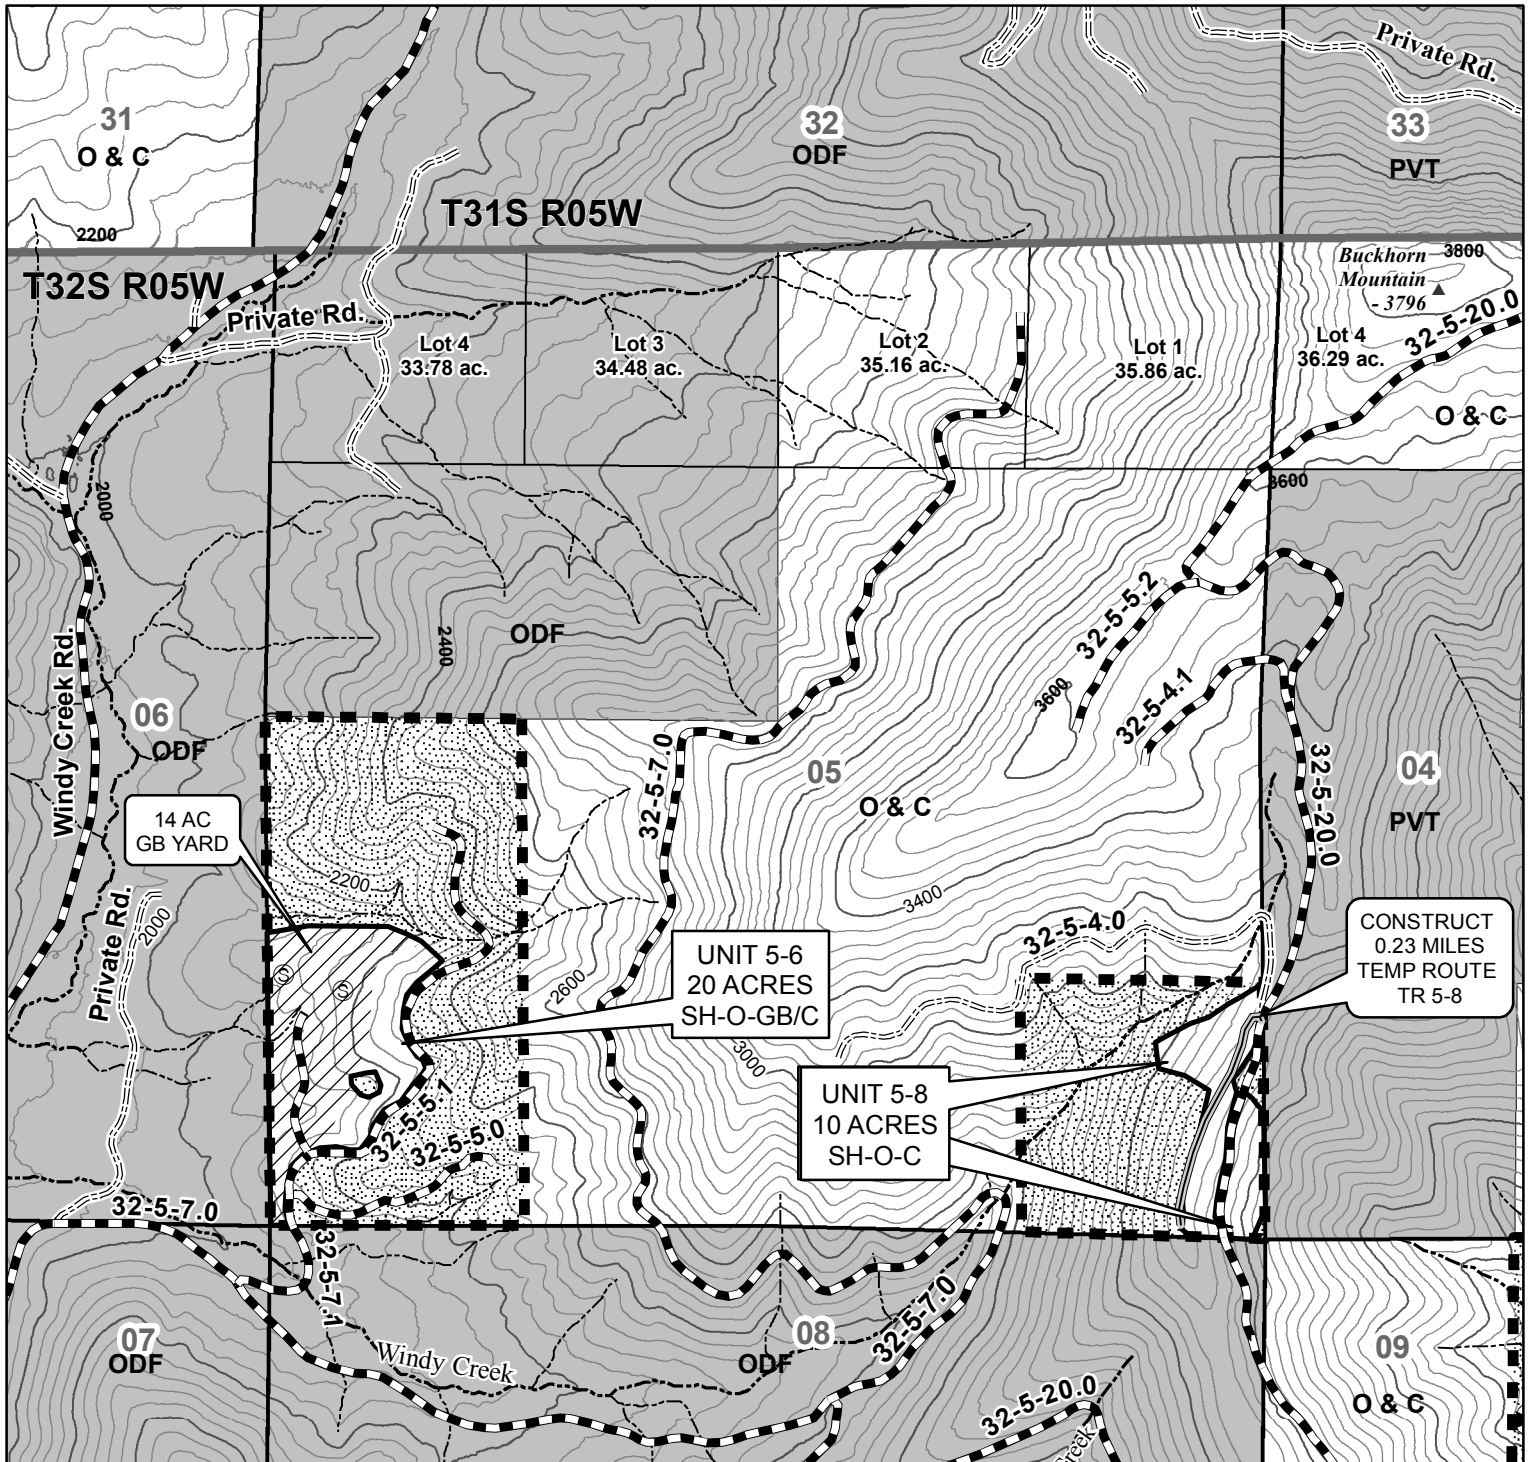 31
O & C
2200
32
ODF
Private Rd.
33
PVT
T31S R05W
T32S R05W
Private Rd.
Lot 4
33.78 ac.
Lot 3
34.48 ac.
Lot 2
35.16 ac.
Lot 1
35.86 ac.
Lot 4
36.29 ac.
Buckhorn
Mountain
- 3796
3800
32-5-20.0
O & C
3600
2000
ODF
2400
Windy Creek Rd.
06
ODF
32-5-5.2
3600
32-5-4.1
32-5-7.0
05
O & C
32-5-20.0
04
PVT
14 AC
GB YARD
2200
3400
Private Rd.
2000
S
S
2600
UNIT 5-6
20 ACRES
SH-O-GB/C
3000
32-5-4.0
CONSTRUCT
0.23 MILES
TEMP ROUTE
TR 5-8
UNIT 5-8
10 ACRES
SH-O-C
32-5-5.1
32-5-5.0
32-5-7.0
32-5-7.1
07
ODF
Windy Creek
08
ODF
32-5-7.0
32-5-20.0
Creek
09
O & C